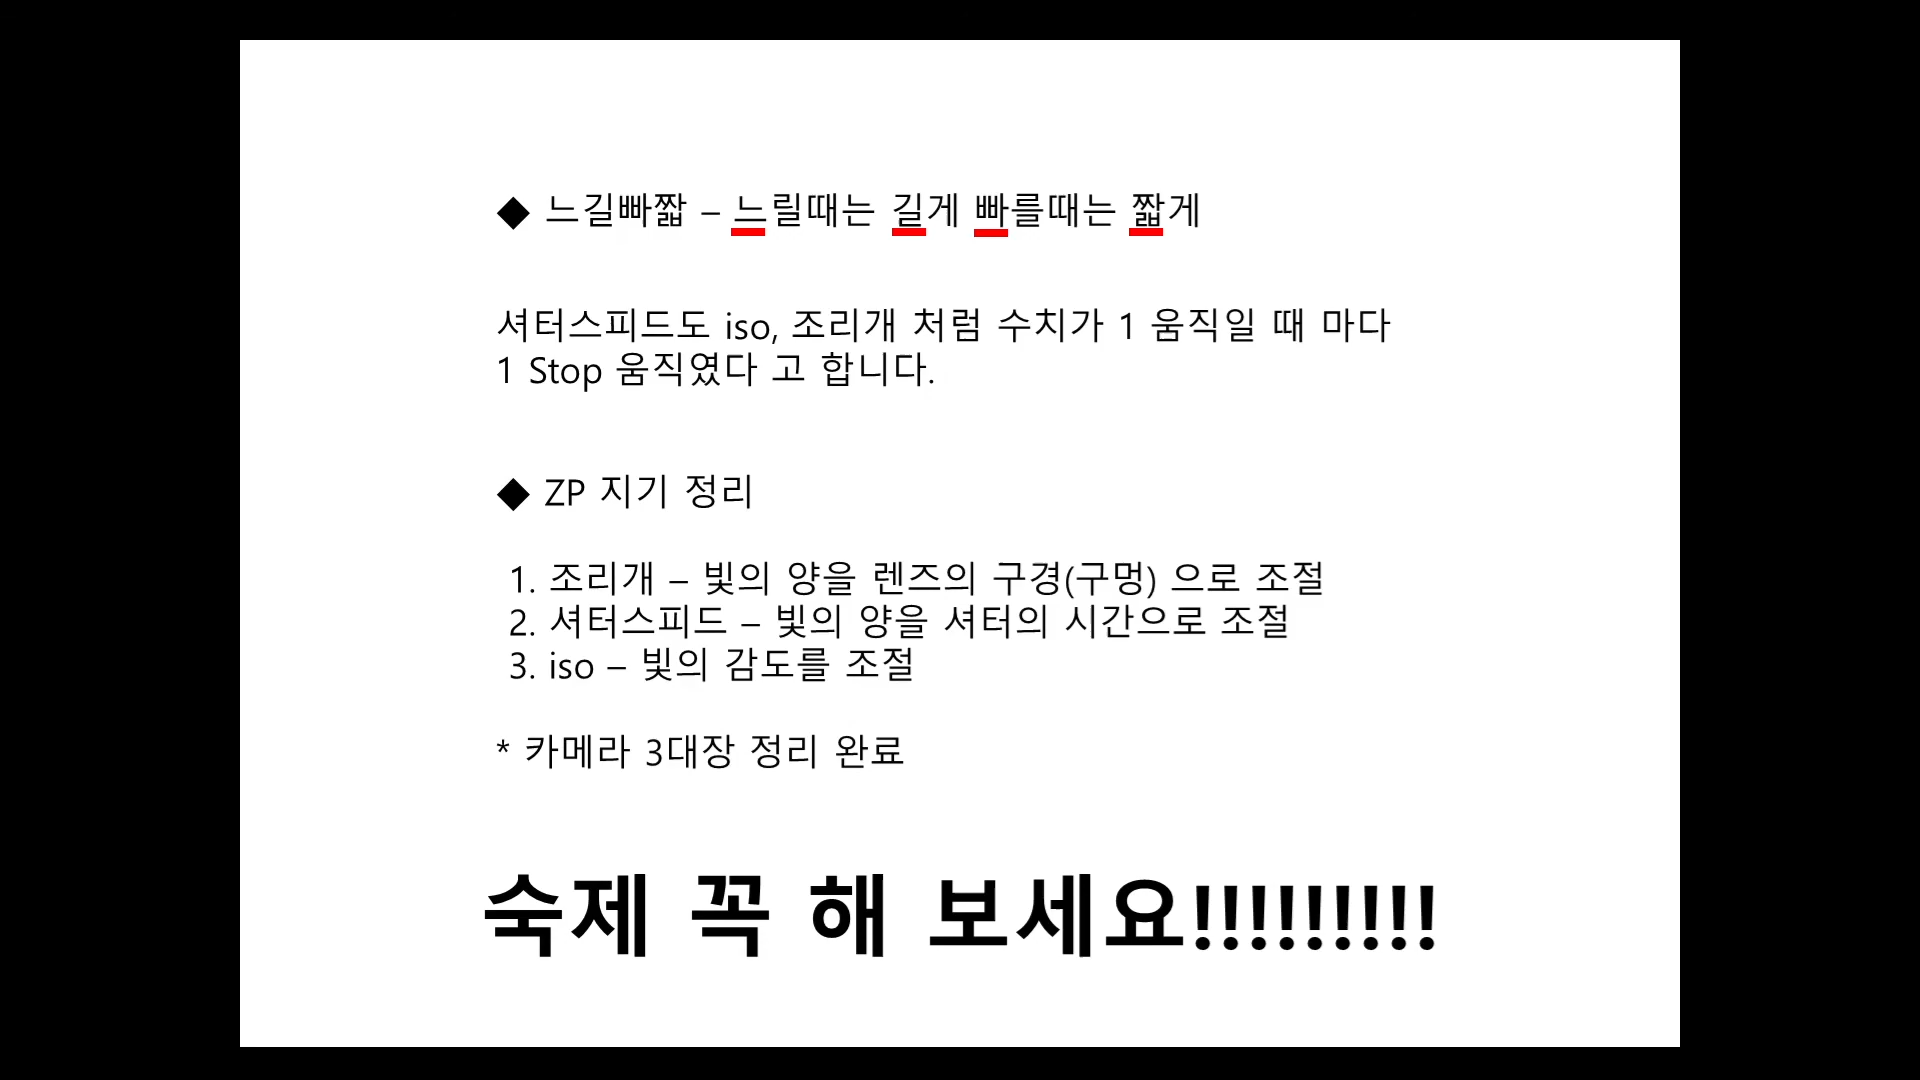 ◆ 느길빠짧 – 느릴때는 길게 빠를때는 짧게
셔터스피드도 iso, 조리개 처럼 수치가 1 움직일 때 마다
1 Stop 움직였다 고 합니다.
◆ ZP 지기 정리
1. 조리개 – 빛의 양을 렌즈의 구경(구멍) 으로 조절
2. 셔터스피드 – 빛의 양을 셔터의 시간으로 조절
3. iso – 빛의 감도를 조절
* 카메라 3대장 정리 완료
숙제 꼭 해 보세요!!!!!!!!!